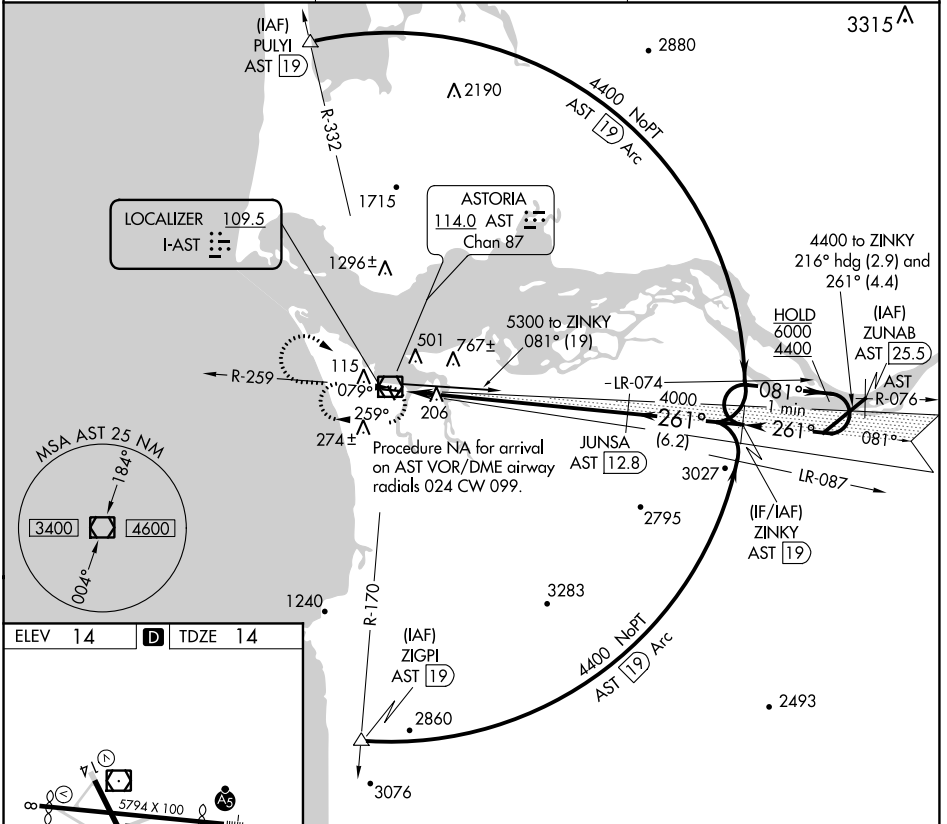 (IAF)
PULYI
AST 19
3315
2880
2190
4400 NoPT
AST 19 Arc
R-332
1715
LOCALIZER 109.5
I-AST
ASTORIA
114.0 AST
Chan 87
1296±
4400 to ZINKY
216° hdg (2.9) and
261° (4.4)
5300 to ZINKY
081° (19)
HOLD
6000
4400
(IAF)
ZUNAB
AST 25.5
501
767±
115
R-259
079°
259°
206
274±
LR-074
4000
081°
1 min
261°
261°
(6.2)
AST
R-076
081°
JUNSA
AST 12.8
Procedure NA for arrival
on AST VOR/DME airway
radials 024 CW 099.
3027
LR-087
MSA AST 25 NM
184°
3400
4600
004°
2795
(IF/IAF)
ZINKY
AST 19
1240
R-170
3283
(IAF)
ZIGPI
AST 19
4400 NoPT
AST 19 Arc
2493
2860
3076
ELEV 14
D
TDZE 14
14
V
V
8
5794 X 100
A5